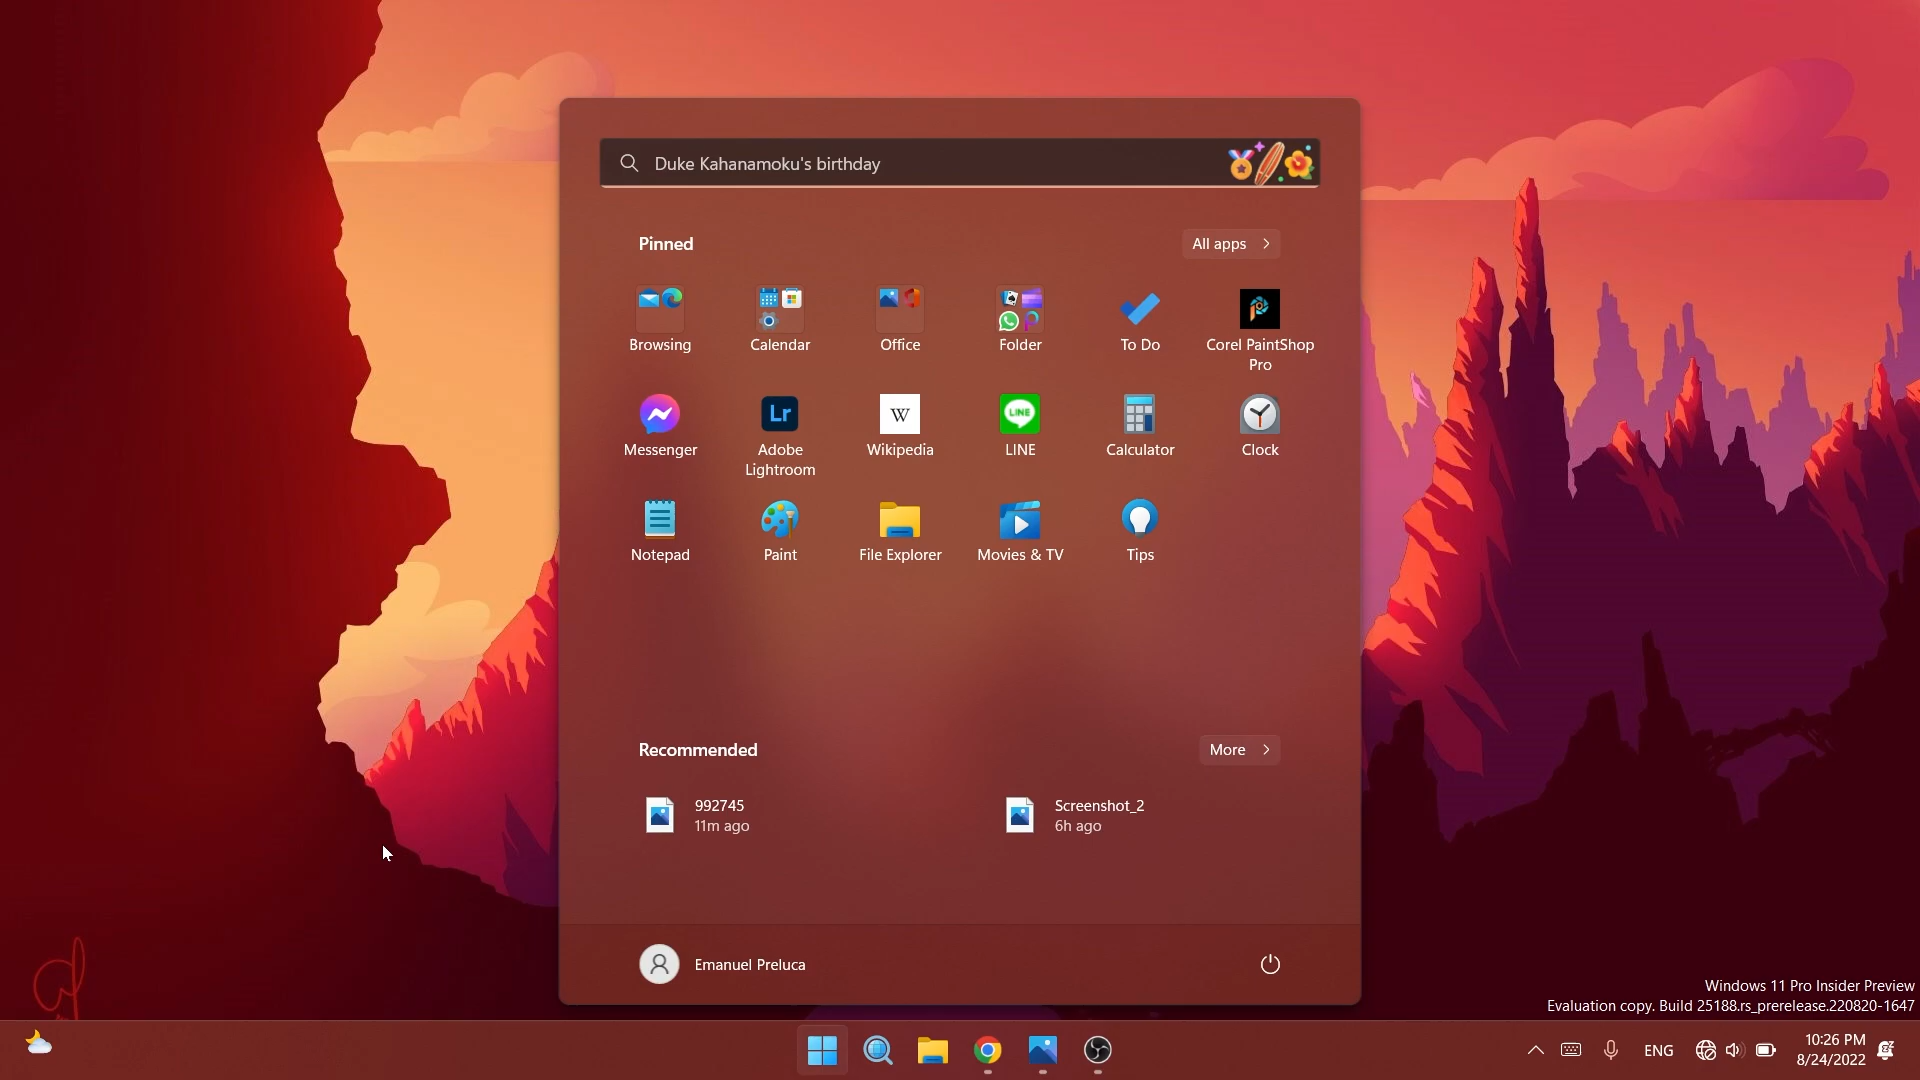 Duke Kahanamoku's birthday
Pinned
All apps
Browsing
Calendar
Office
Folder
To Do
Corel PaintShop
Pro
Messenger
Lr
Adobe
Lightroom
W
Wikipedia
LINE
LINE
Calculator
Clock
Notepad
Paint
File Explorer
Movies & TV
Tips
Recommended
More
992745
11m ago
Screenshot_2
6h ago
Emanuel Preluca
Windows 11 Pro Insider Preview
Evaluation copy. Build 25188.rs_prerelease.220820-1647
ENG
10:26 PM
8/24/2022